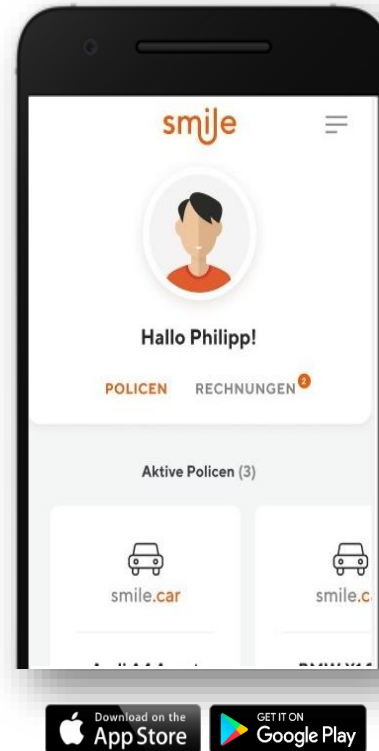 smile
Hallo Philipp!
POLICEN RECHNUNGEN 2
Aktive Policen (3)
smile.car smile.c
Download on the
App Store
GET IT ON
Google Play